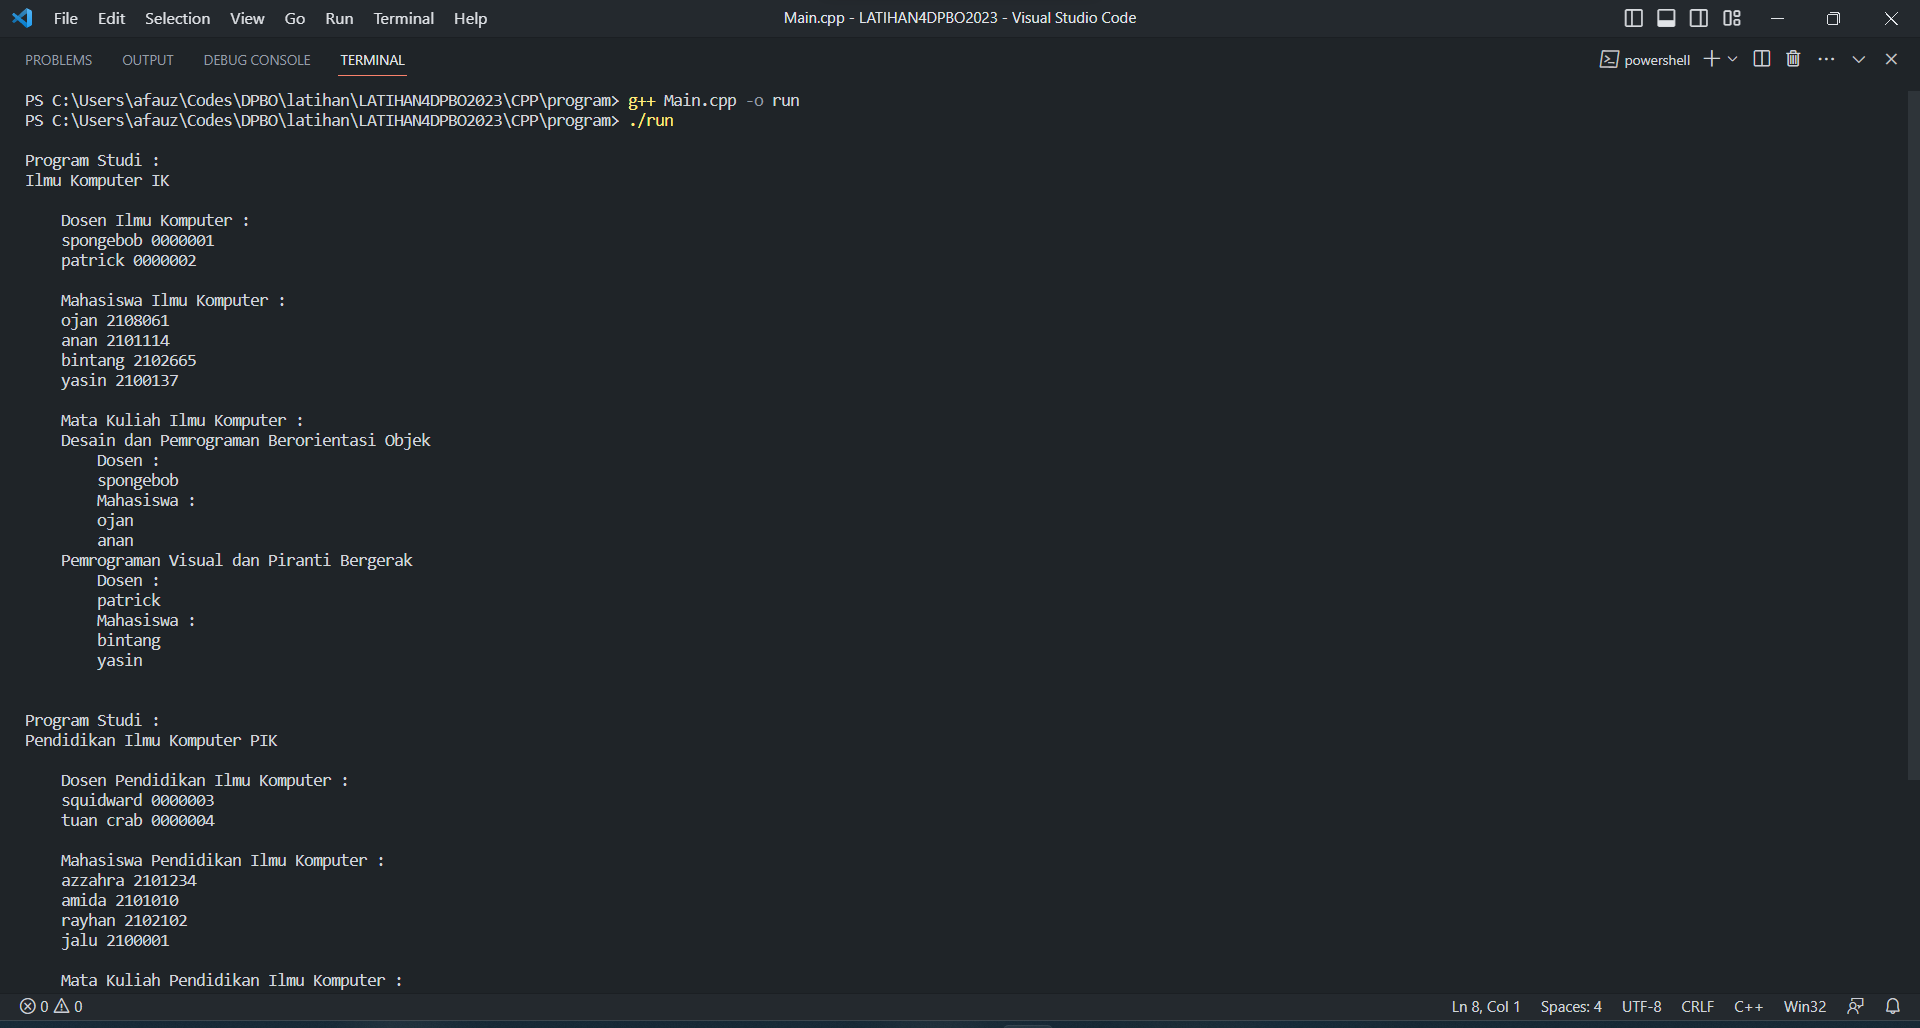 File Edit Selection View Go Run Terminal Help Main.cpp - LATIHAN4DPBO2023 - Visual Studio Code
PROBLEMS OUTPUT DEBUG CONSOLE TERMINAL powershell
PS C:\Users\afauz\Codes\DPBO\latihan\LATIHAN4DPBO2023\CPP\program> g++ Main.cpp -o run
PS C:\Users\afauz\Codes\DPBO\latihan\LATIHAN4DPBO2023\CPP\program> ./run
Program Studi :
Ilmu Komputer IK
Dosen Ilmu Komputer :
spongebob 0000001
patrick 0000002
Mahasiswa Ilmu Komputer :
ojan 2108061
anan 2101114
bintang 2102665
yasin 2100137
Mata Kuliah Ilmu Komputer :
Desain dan Pemrograman Berorientasi Objek
Dosen :
spongebob
Mahasiswa :
ojan
anan
Pemrograman Visual dan Piranti Bergerak
Dosen :
patrick
Mahasiswa :
bintang
yasin
Program Studi :
Pendidikan Ilmu Komputer PIK
Dosen Pendidikan Ilmu Komputer :
squidward 0000003
tuan crab 0000004
Mahasiswa Pendidikan Ilmu Komputer :
azzahra 2101234
amida 2101010
rayhan 2102102
jalu 2100001
Mata Kuliah Pendidikan Ilmu Komputer :
0 0 Ln 8, Col 1 Spaces: 4 UTF-8 CRLF C++ Win32